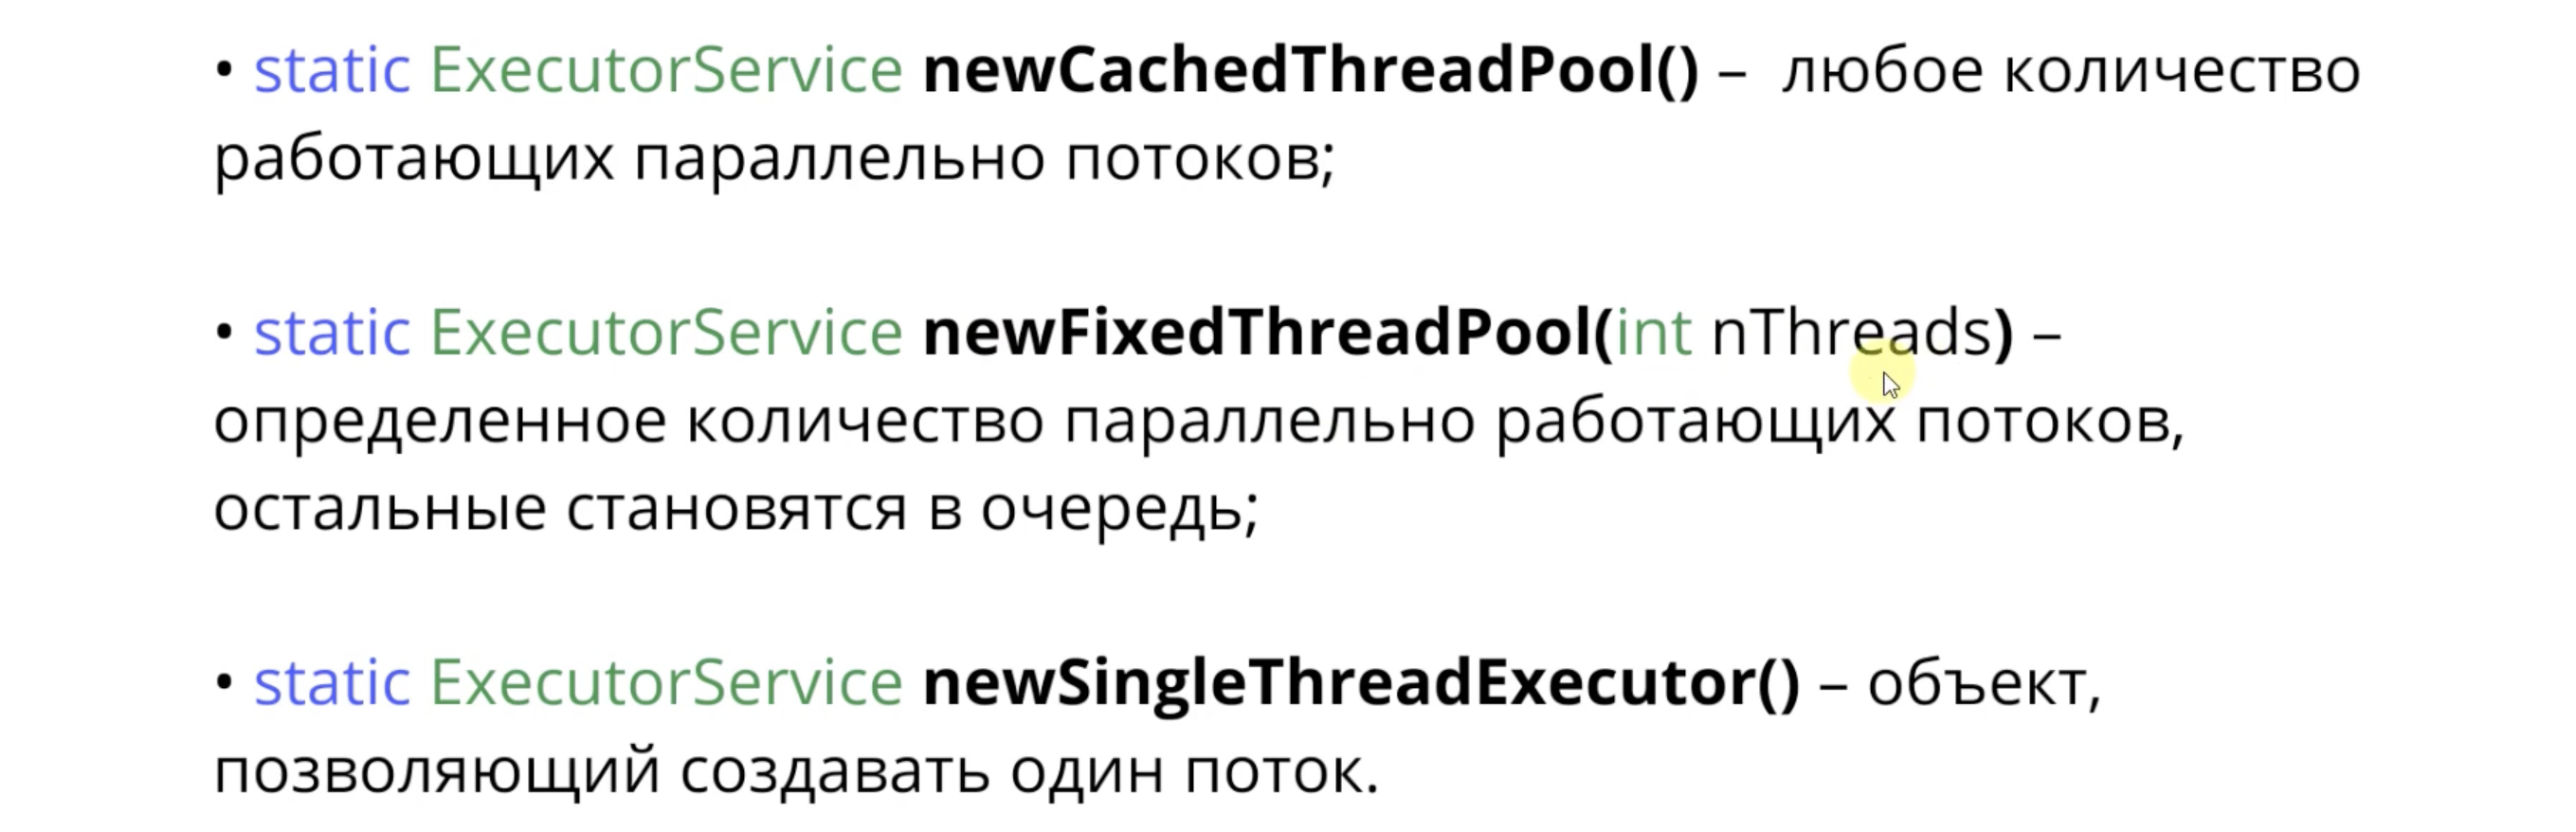 • static ExecutorService newCachedThreadPool() – любое количество
работающих параллельно потоков;
• static ExecutorService newFixedThreadPool(int nThreads) –
определенное количество параллельно работающих потоков,
остальные становятся в очередь;
• static ExecutorService newSingleThreadExecutor() – объект,
позволяющий создавать один поток.